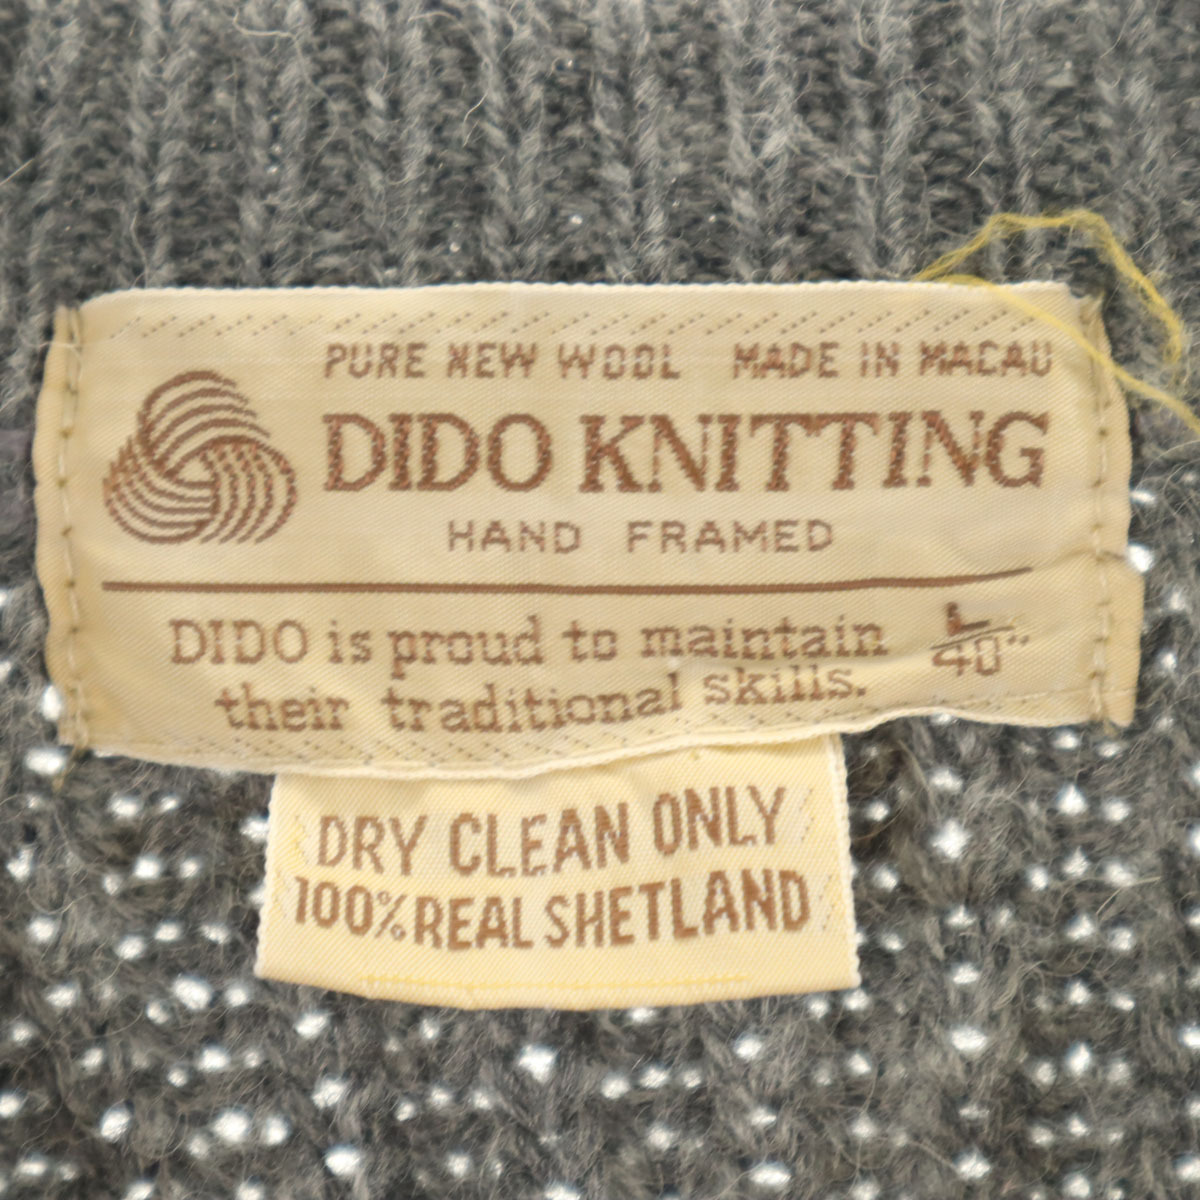 PURE NEW WOOL MADE IN MACAU
DIDO KNITTING
HAND FRAMED
DIDO is proud to maintain
their traditional skills.
L
40"
DRY CLEAN ONLY
100% REAL SHETLAND